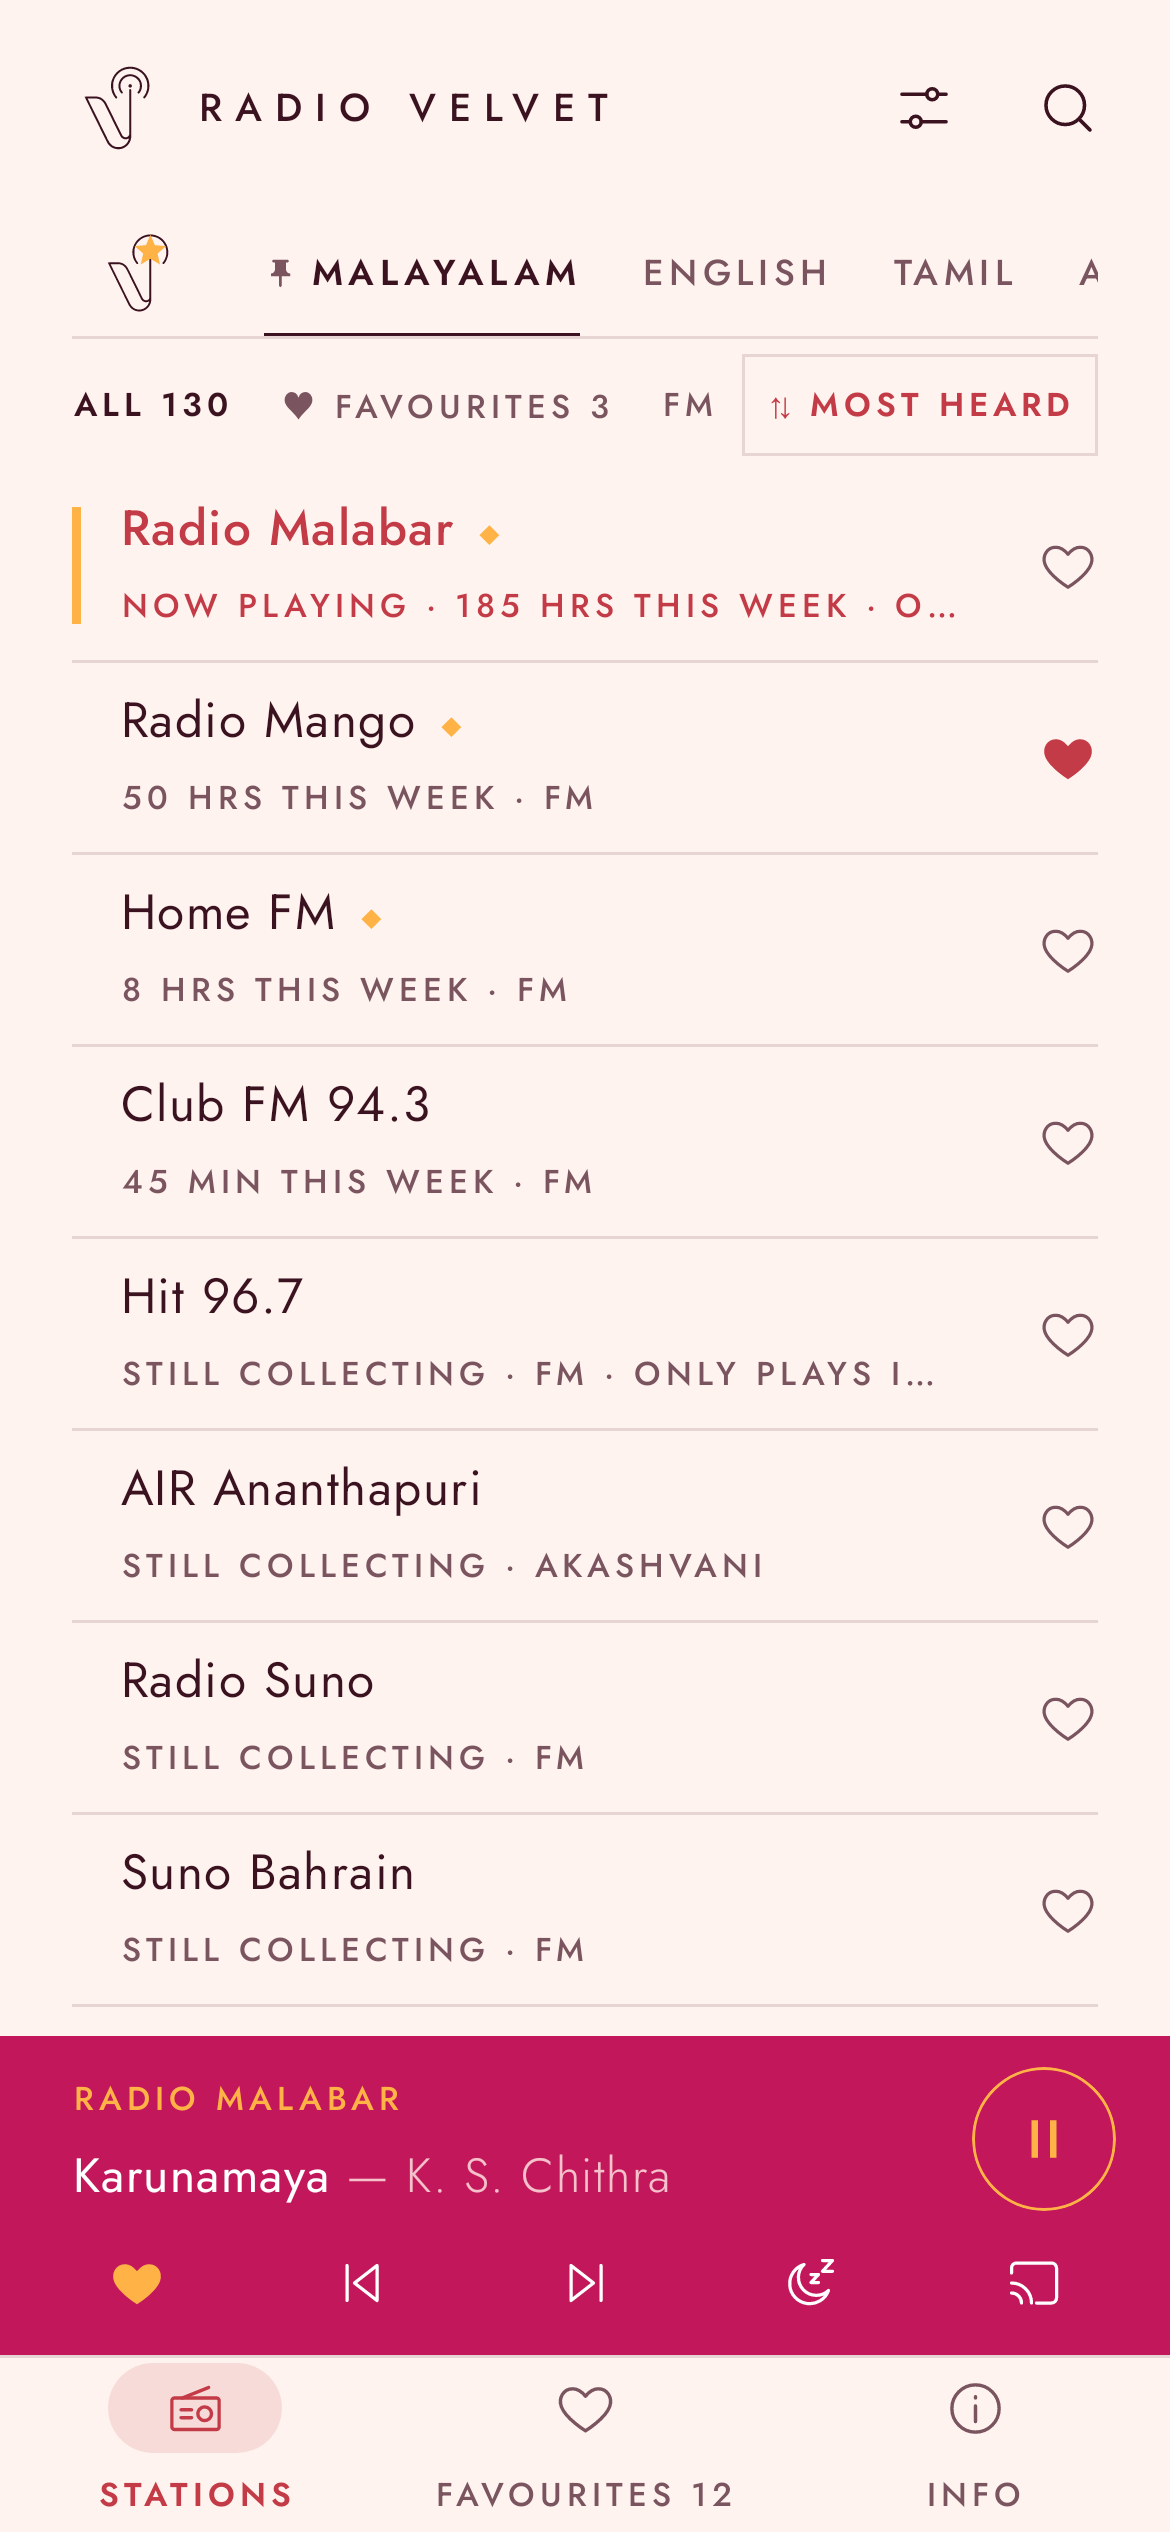 RADIO VELVET
MALAYALAM ENGLISH TAMIL A
ALL 130 FAVOURITES 3 FM MOST HEARD
Radio Malabar
NOW PLAYING · 185 HRS THIS WEEK · O...
Radio Mango
50 HRS THIS WEEK · FM
Home FM
8 HRS THIS WEEK · FM
Club FM 94.3
45 MIN THIS WEEK · FM
Hit 96.7
STILL COLLECTING · FM · ONLY PLAYS I...
AIR Ananthapuri
STILL COLLECTING · AKASHVANI
Radio Suno
STILL COLLECTING · FM
Suno Bahrain
STILL COLLECTING · FM
RADIO MALABAR
Karunamaya — K. S. Chithra
STATIONS FAVOURITES 12 INFO